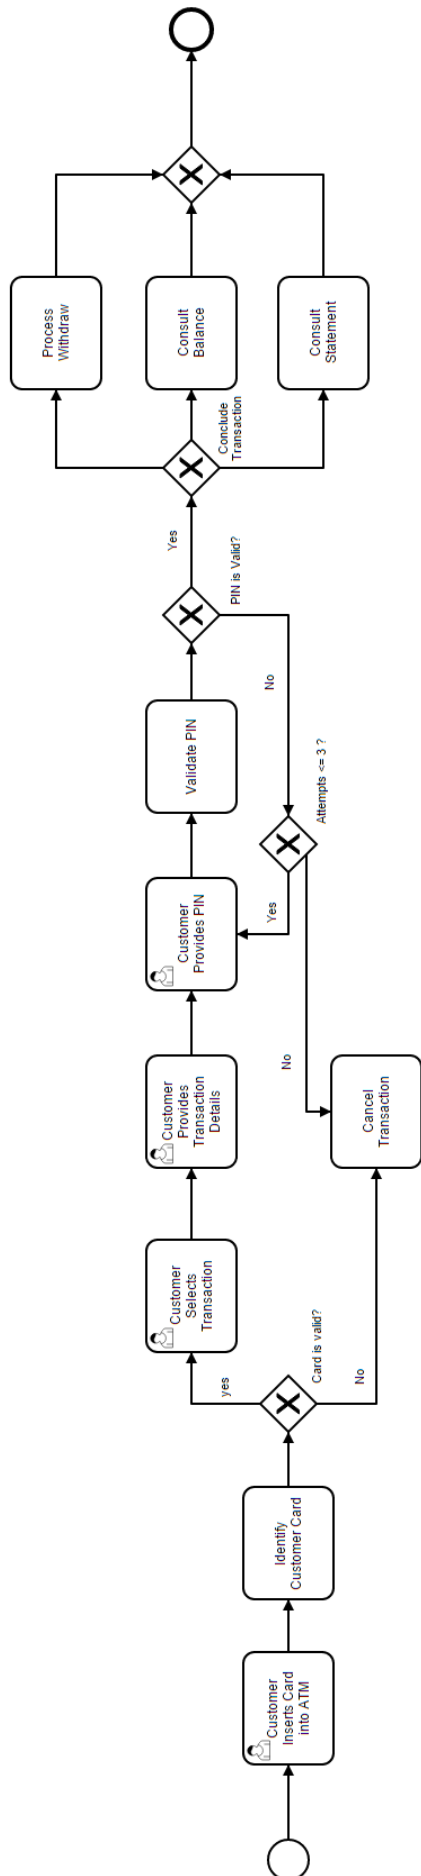 Customer
Inserts Card
into ATM
Identify
Customer Card
Card is valid?
yes
No
Customer
Selects
Transaction
Customer
Provides
Transaction
Details
Customer
Provides PIN
Validate PIN
PIN is Valid?
Yes
No
Attempts <= 3 ?
Yes
No
Cancel
Transaction
Conclude
Transaction
Process
Withdraw
Consult
Balance
Consult
Statement